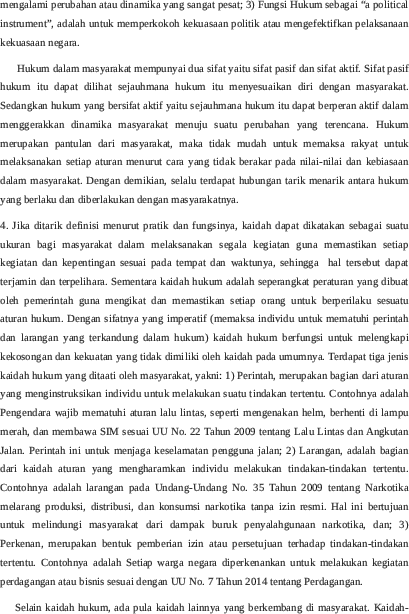 mengalami perubahan atau dinamika yang sangat pesat; 3) Fungsi Hukum sebagai “a political
instrument”, adalah untuk memperkokoh kekuasaan politik atau mengefektifkan pelaksanaan
kekuasaan negara.
Hukum dalam masyarakat mempunyai dua sifat yaitu sifat pasif dan sifat aktif. Sifat pasif
hukum itu dapat dilihat sejauhmana hukum itu menyesuaikan diri dengan masyarakat.
Sedangkan hukum yang bersifat aktif yaitu sejauhmana hukum itu dapat berperan aktif dalam
menggerakkan dinamika masyarakat menuju suatu perubahan yang terencana. Hukum
merupakan pantulan dari masyarakat, maka tidak mudah untuk memaksa rakyat untuk
melaksanakan setiap aturan menurut cara yang tidak berakar pada nilai-nilai dan kebiasaan
dalam masyarakat. Dengan demikian, selalu terdapat hubungan tarik menarik antara hukum
yang berlaku dan diberlakukan dengan masyarakatnya.
4. Jika ditarik definisi menurut pratik dan fungsinya, kaidah dapat dikatakan sebagai suatu
ukuran bagi masyarakat dalam melaksanakan segala kegiatan guna memastikan setiap
kegiatan dan kepentingan sesuai pada tempat dan waktunya, sehingga hal tersebut dapat
terjamin dan terpelihara. Sementara kaidah hukum adalah seperangkat peraturan yang dibuat
oleh pemerintah guna mengikat dan memastikan setiap orang untuk berperilaku sesuatu
aturan hukum. Dengan sifatnya yang imperatif (memaksa individu untuk mematuhi perintah
dan larangan yang terkandung dalam hukum) kaidah hukum berfungsi untuk melengkapi
kekosongan dan kekuatan yang tidak dimiliki oleh kaidah pada umumnya. Terdapat tiga jenis
kaidah hukum yang ditaati oleh masyarakat, yakni: 1) Perintah, merupakan bagian dari aturan
yang menginstruksikan individu untuk melakukan suatu tindakan tertentu. Contohnya adalah
Pengendara wajib mematuhi aturan lalu lintas, seperti mengenakan helm, berhenti di lampu
merah, dan membawa SIM sesuai UU No. 22 Tahun 2009 tentang Lalu Lintas dan Angkutan
Jalan. Perintah ini untuk menjaga keselamatan pengguna jalan; 2) Larangan, adalah bagian
dari kaidah aturan yang mengharamkan individu melakukan tindakan-tindakan tertentu.
Contohnya adalah larangan pada Undang-Undang No. 35 Tahun 2009 tentang Narkotika
melarang produksi, distribusi, dan konsumsi narkotika tanpa izin resmi. Hal ini bertujuan
untuk melindungi masyarakat dari dampak buruk penyalahgunaan narkotika, dan; 3)
Perkenan, merupakan bentuk pemberian izin atau persetujuan terhadap tindakan-tindakan
tertentu. Contohnya adalah Setiap warga negara diperkenankan untuk melakukan kegiatan
perdagangan atau bisnis sesuai dengan UU No. 7 Tahun 2014 tentang Perdagangan.
Selain kaidah hukum, ada pula kaidah lainnya yang berkembang di masyarakat. Kaidah-